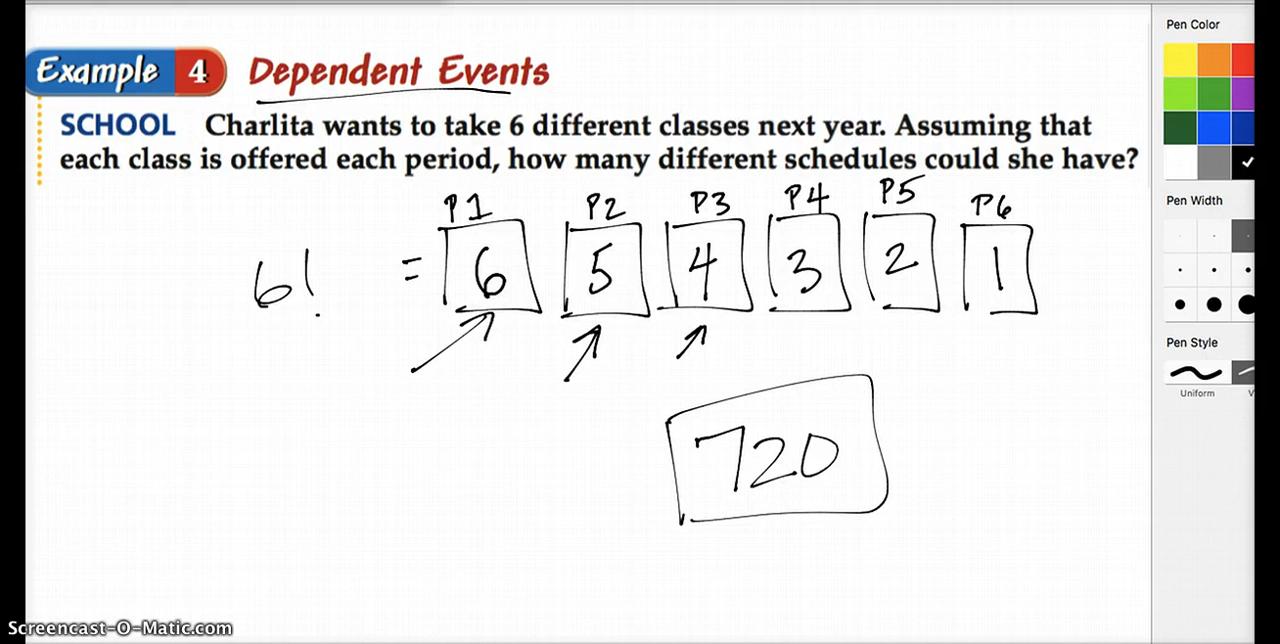 Pen Color
Example 4 Dependent Events
SCHOOL Charlita wants to take 6 different classes next year. Assuming that
each class is offered each period, how many different schedules could she have?
P1 P2 P3 P4 P5 P6
6! = 6 5 4 3 2 1
720
Pen Width
Pen Style
Uniform V
Screencast-O-Matic.com